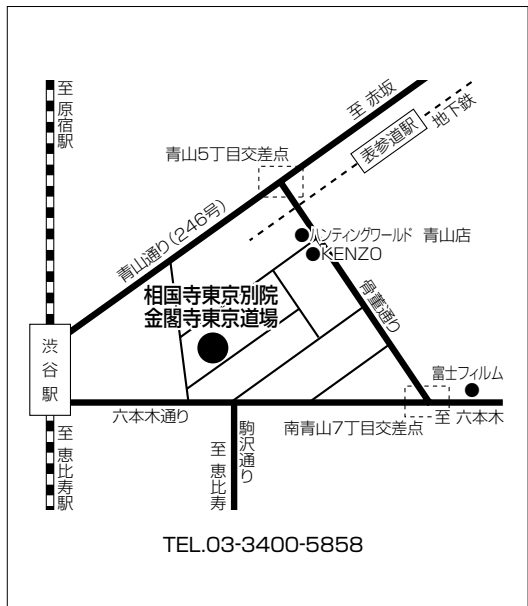 至 原宿駅
至 赤坂
地下鉄
表参道駅
青山5丁目交差点
青山通り(246号)
ハンティングワールド 青山店
KENZO
骨董通り
相国寺東京別院
金閣寺東京道場
渋谷駅
富士フィルム
六本木通り
南青山7丁目交差点
至 六本木
至 恵比寿駅
駒沢通り
至 恵比寿
TEL.03-3400-5858